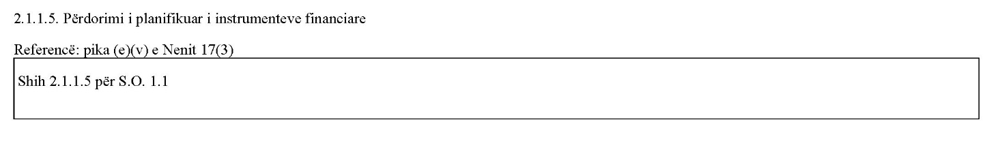 2.1.1.5. Përdorimi i planifikuar i instrumenteve financiare
Referencë: pika (e)(v) e Nenit 17(3)
Shih 2.1.1.5 për S.O. 1.1